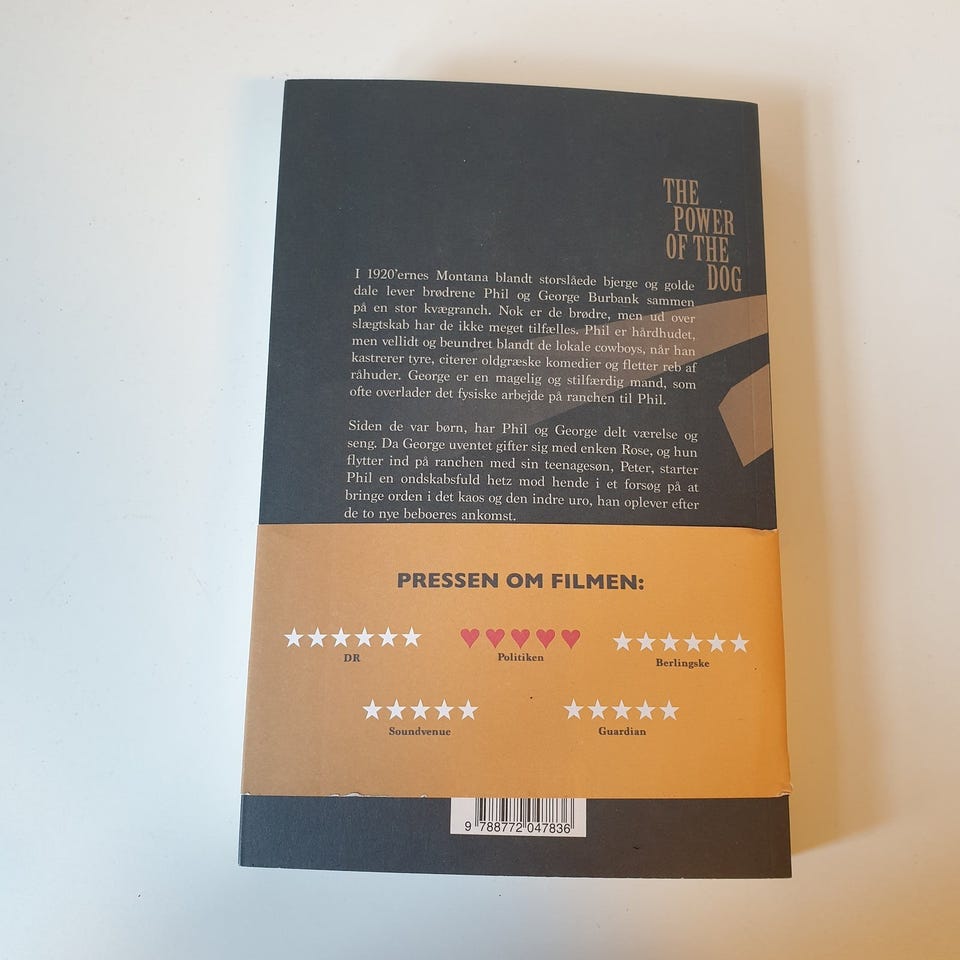 THE
POWER
OF THE
DOG
I 1920'ernes Montana blandt storslåede bjerge og golde
dale lever brødrene Phil og George Burbank sammen
på en stor kvægranch. Nok er de brødre, men ud over
slægtskab har de ikke meget tilfælles. Phil er hårdhudet,
men vellidt og beundret blandt de lokale cowboys, når han
kastrerer tyre, citerer oldgræske komedier og fletter reb af
råhuder. George er en magelig og stilfærdig mand, som
ofte overlader det fysiske arbejde på ranchen til Phil.
Siden de var børn, har Phil og George delt værelse og
seng. Da George uventet gifter sig med enken Rose, og hun
flytter ind på ranchen med sin teenagesøn, Peter, starter
Phil en ondskabsfuld hetz mod hende i et forsøg på at
bringe orden i det kaos og den indre uro, han oplever efter
de to nye beboeres ankomst.
PRESSEN OM FILMEN:
DR
Politiken
Berlingske
Soundvenue
Guardian
9 788772 047836